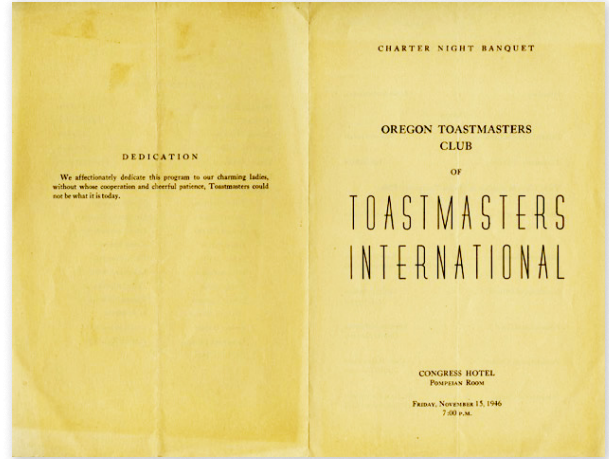 DEDICATION
We affectionately dedicate this program to our charming ladies,
without whose cooperation and cheerful patience, Toastmasters could
not be what it is today.
CHARTER NIGHT BANQUET
OREGON TOASTMASTERS
CLUB
OF
TOASTMASTERS
INTERNATIONAL
CONGRESS HOTEL
POMPEIAN ROOM
FRIDAY, NOVEMBER 15, 1946
7:00 P.M.